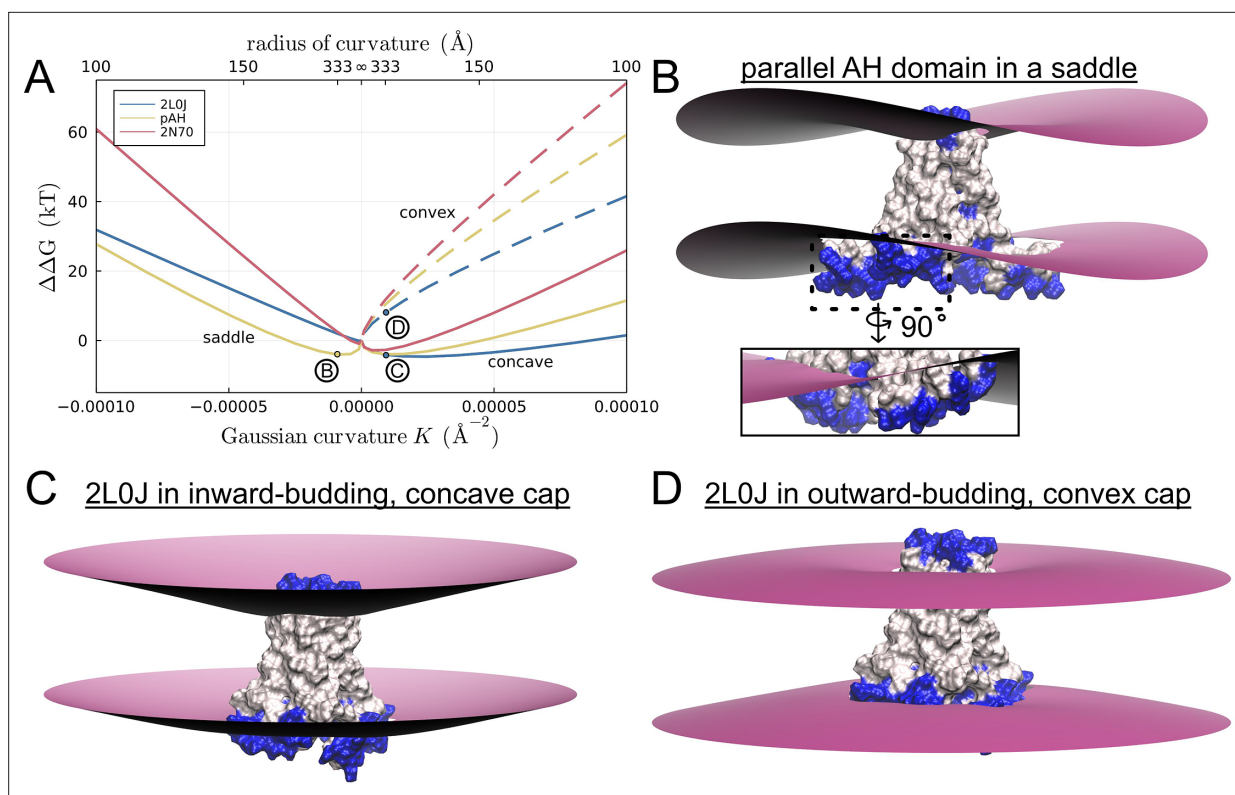 A
radius of curvature (Å)
100 150 333 ∞ 333 150 100
2L0J
pAH
2N70
ΔΔG (kT)
60
40
20
0
convex
saddle
concave
B
C
D
−0.00010 −0.00005 0.00000 0.00005 0.00010
Gaussian curvature K (Å⁻²)
B
parallel AH domain in a saddle
90°
C
2L0J in inward-budding, concave cap
D
2L0J in outward-budding, convex cap